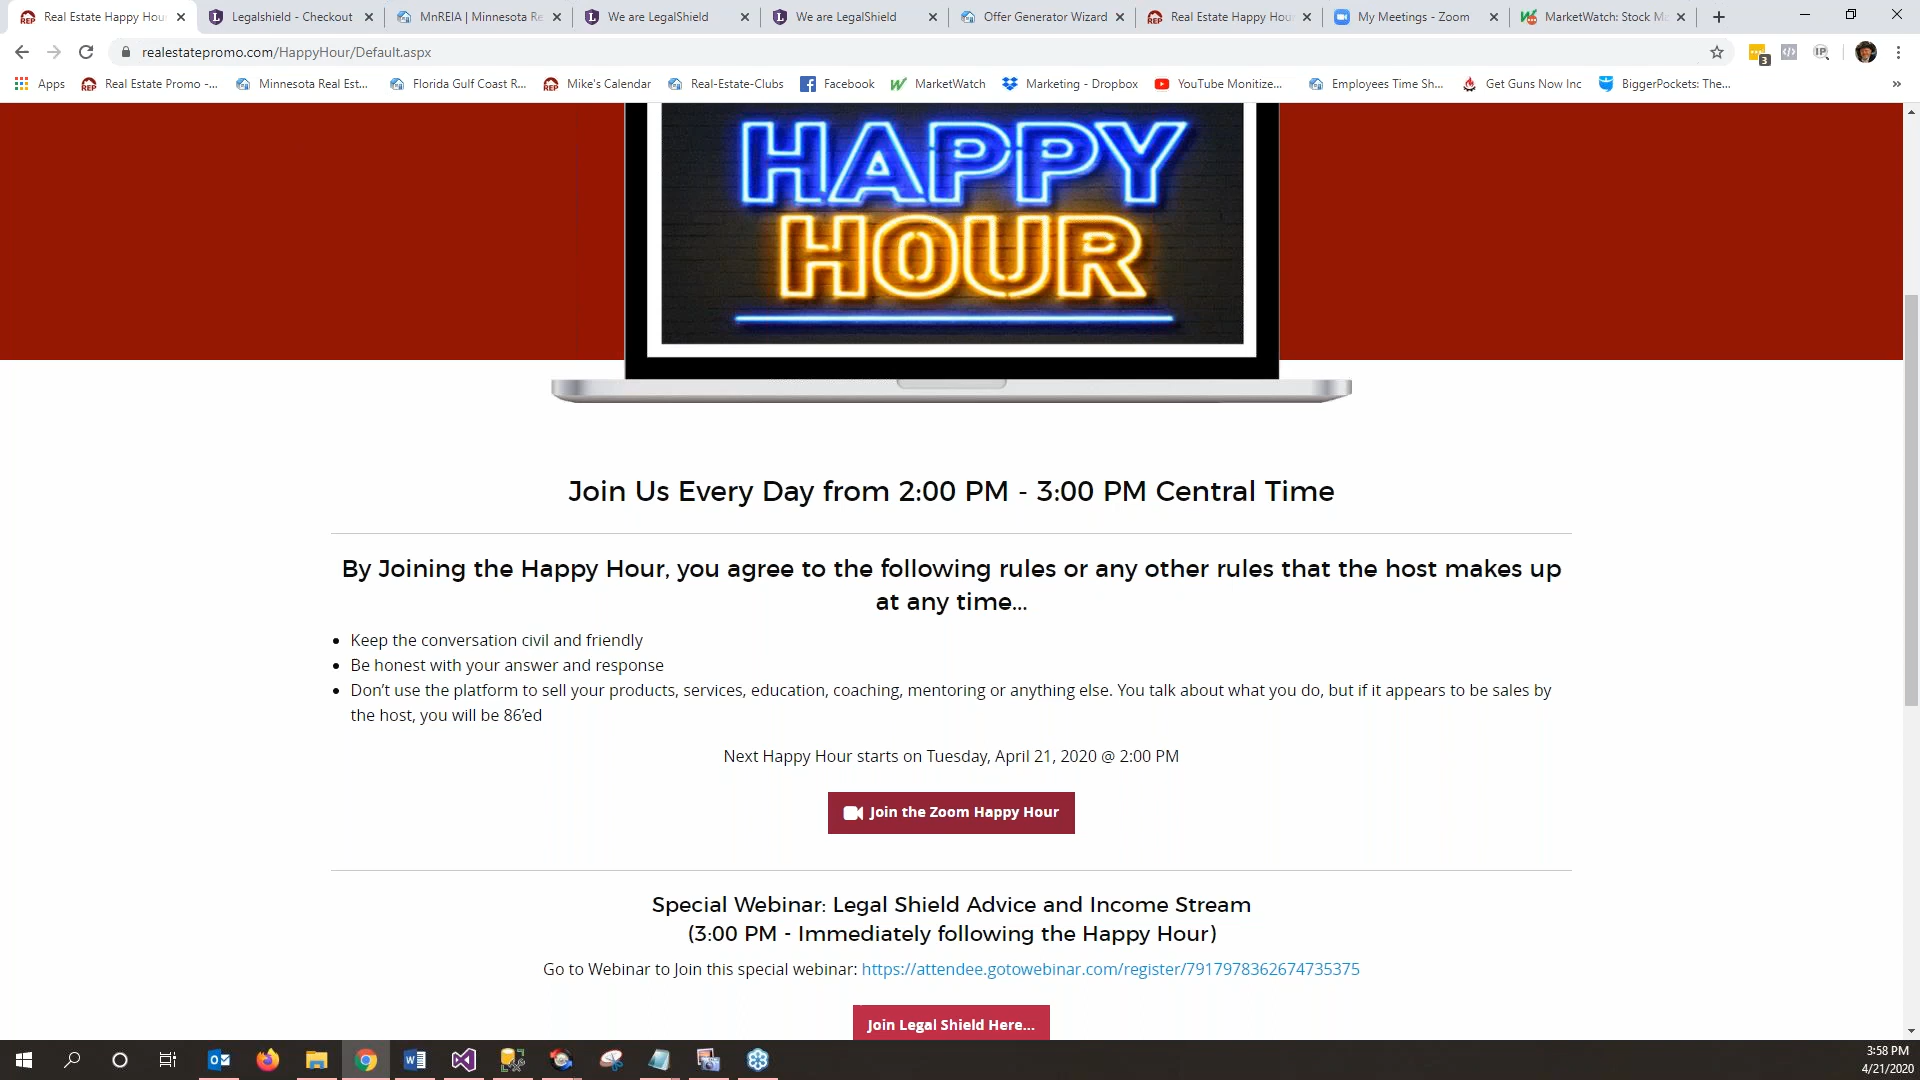 Real Estate Happy Hou
Legalshield - Checkout
MnREIA | Minnesota Re
We are LegalShield
We are LegalShield
Offer Generator Wizard
Real Estate Happy Hour
My Meetings - Zoom
MarketWatch: Stock Ma
realestatepromo.com/HappyHour/Default.aspx
3
IP
Apps
REP
Real Estate Promo -...
Minnesota Real Est...
Florida Gulf Coast R...
Mike's Calendar
Real-Estate-Clubs
Facebook
MarketWatch
Marketing - Dropbox
YouTube Monitize...
Employees Time Sh...
Get Guns Now Inc
BiggerPockets: The...
HAPPY
HOUR
Join Us Every Day from 2:00 PM - 3:00 PM Central Time
By Joining the Happy Hour, you agree to the following rules or any other rules that the host makes up
at any time...
Keep the conversation civil and friendly
Be honest with your answer and response
Don't use the platform to sell your products, services, education, coaching, mentoring or anything else. You talk about what you do, but if it appears to be sales by
the host, you will be 86'ed
Next Happy Hour starts on Tuesday, April 21, 2020 @ 2:00 PM
Join the Zoom Happy Hour
Special Webinar: Legal Shield Advice and Income Stream
(3:00 PM - Immediately following the Happy Hour)
Go to Webinar to Join this special webinar: https://attendee.gotowebinar.com/register/7917978362674735375
Join Legal Shield Here...
3:58 PM
4/21/2020